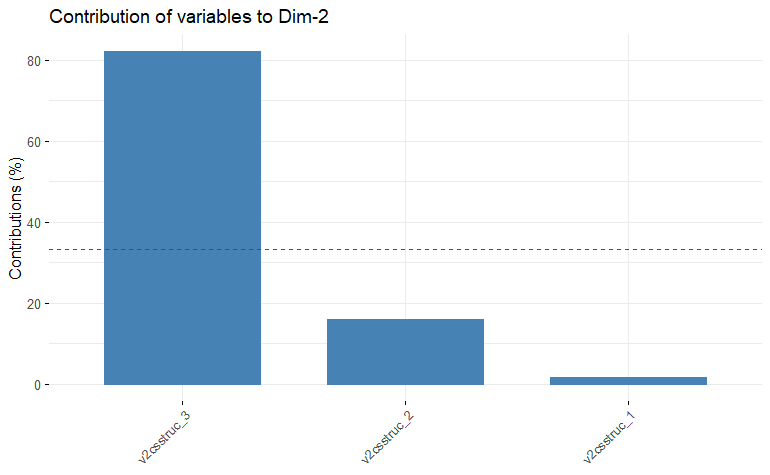 Contribution of variables to Dim-2
Contributions (%)
80
60
40
20
0
v2csstruc_3
v2csstruc_2
v2csstruc_1